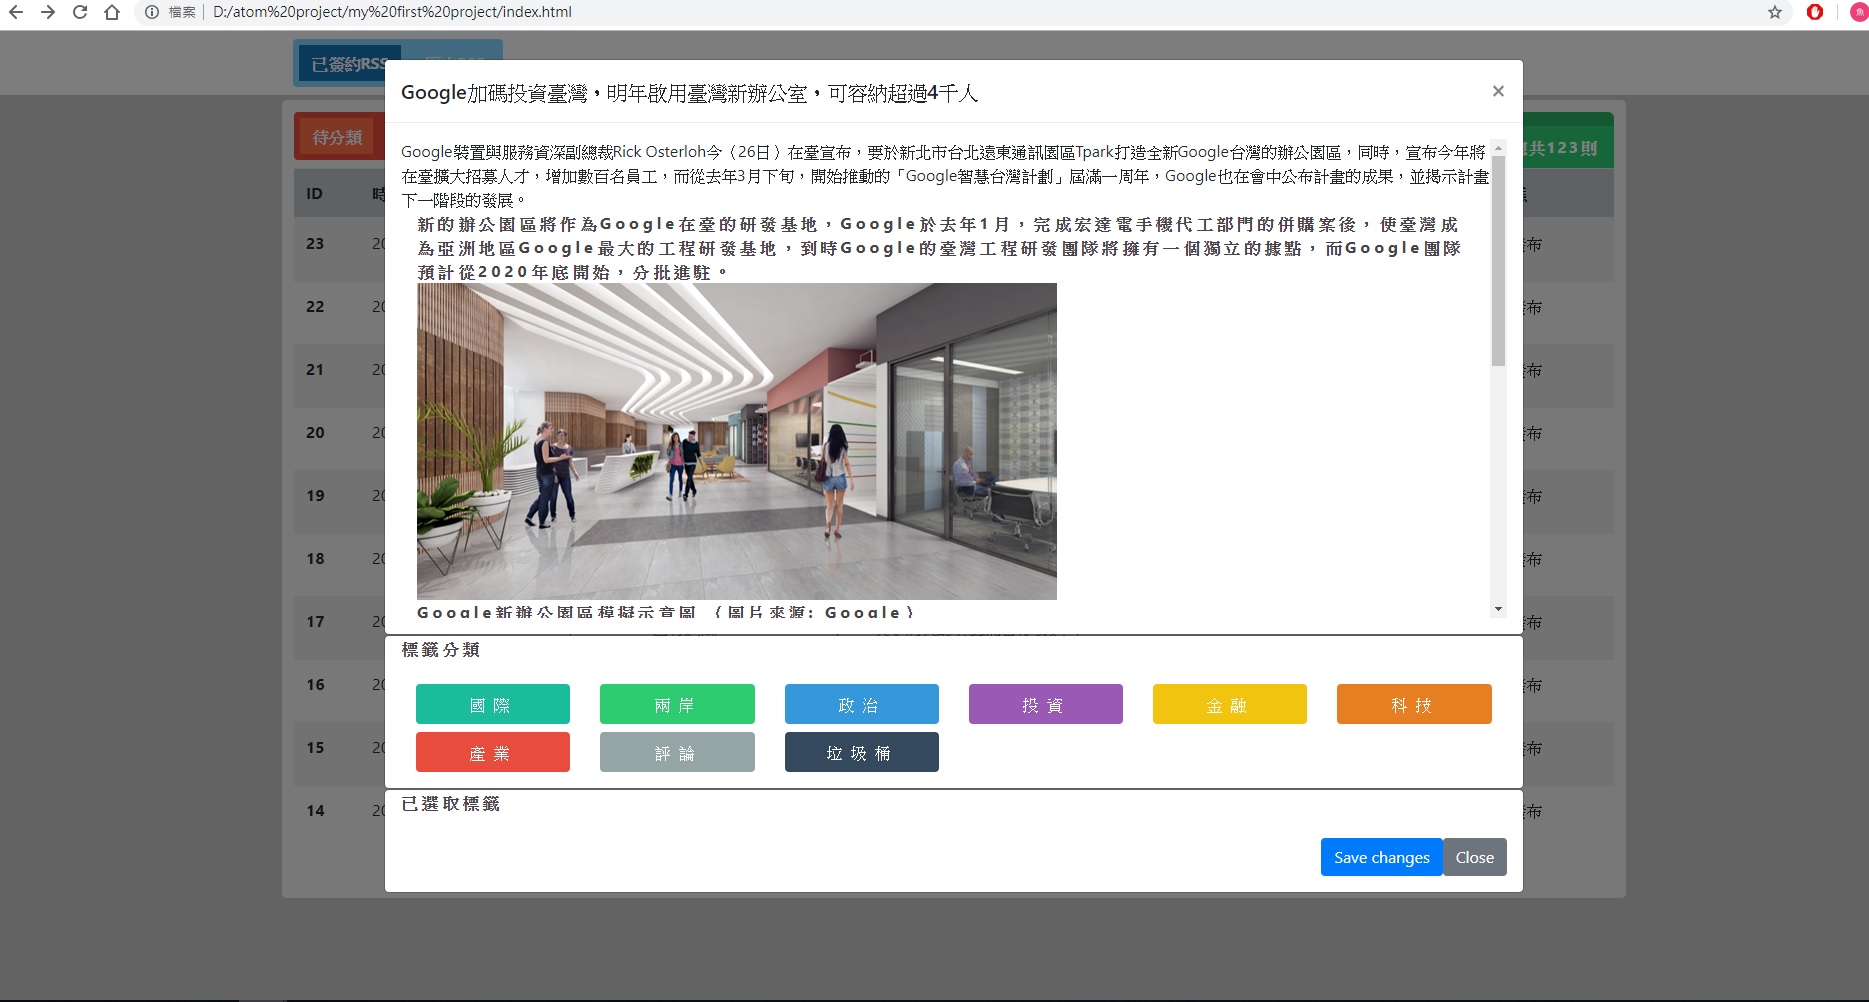 檔案 D:/atom%20project/my%20first%20project/index.html
已簽約RSS
Google加碼投資臺灣，明年啟用臺灣新辦公室，可容納超過4千人
×
待分類
共123則
ID
Google裝置與服務資深副總裁Rick Osterloh今（26日）在臺宣布，要於新北市台北遠東通訊園區Tpark打造全新Google台灣的辦公園區，同時，宣布今年將
在臺擴大招募人才，增加數百名員工，而從去年3月下旬，開始推動的「Google智慧台灣計劃」屆滿一周年，Google也在會中公布計畫的成果，並揭示計畫
下一階段的發展。
新的辦公園區將作為Google在臺的研發基地，Google於去年1月，完成宏達電手機代工部門的併購案後，使臺灣成
為亞洲地區Google最大的工程研發基地，到時Google的臺灣工程研發團隊將擁有一個獨立的據點，而Google團隊
預計從2020年底開始，分批進駐。
Google新辦公園區模擬示意圖 （圖片來源: Google）
23 20 布
22 20 布
21 20 布
20 20 布
19 20 布
18 20 布
17 20 布
16 20 布
15 20 布
14 20 布
標籤分類
國際 兩岸 政治 投資 金融 科技
產業 評論 垃圾桶
已選取標籤
Save changes Close